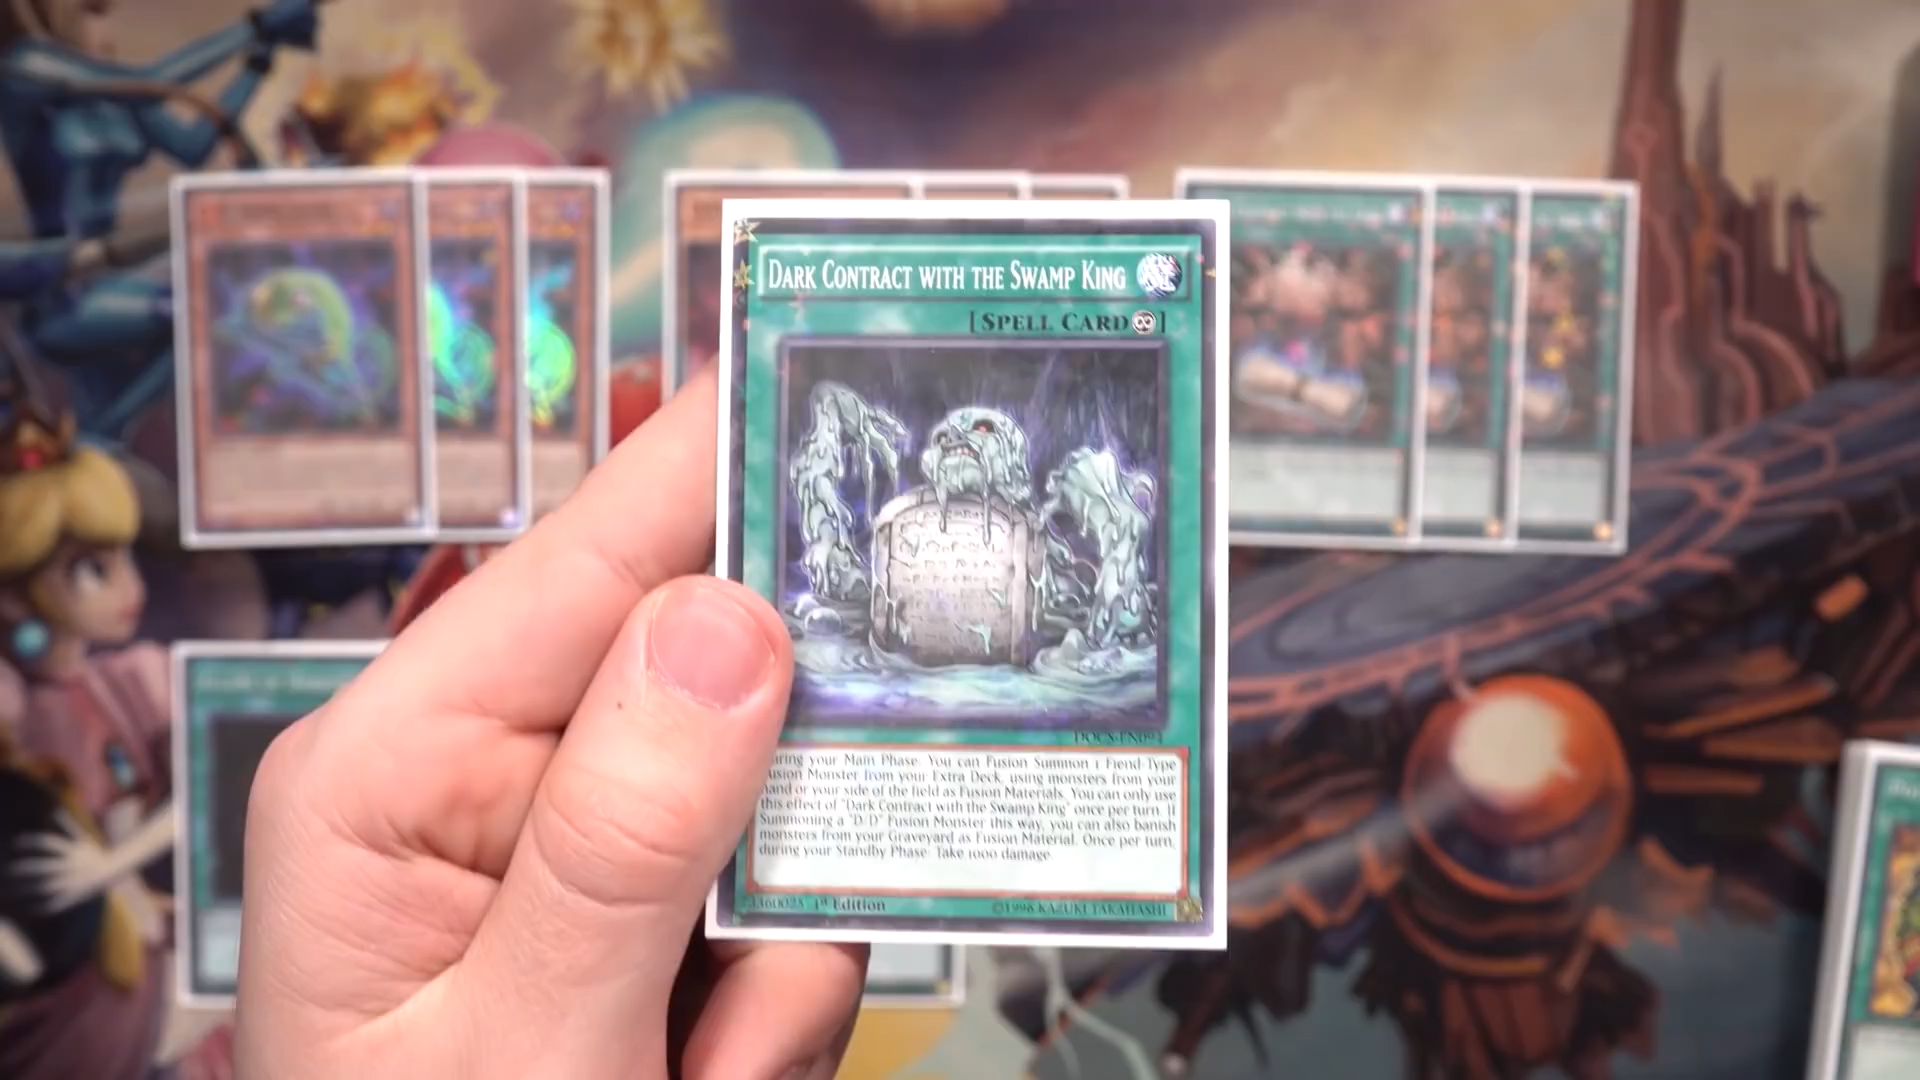 DARK CONTRACT WITH THE SWAMP KING
[SPELL CARD]
DOCS-EN094
uring your Main Phase: You can Fusion Summon 1 Fiend-Type
usion Monster from your Extra Deck, using monsters from your
hand or your side of the field as Fusion Materials. You can only use
this effect of "Dark Contract with the Swamp King" once per turn. If
Summoning a "D/D" Fusion Monster this way, you can also banish
monsters from your Graveyard as Fusion Material. Once per turn,
during your Standby Phase: Take 1000 damage.
1st Edition
©1996 KAZUKI TAKAHASHI